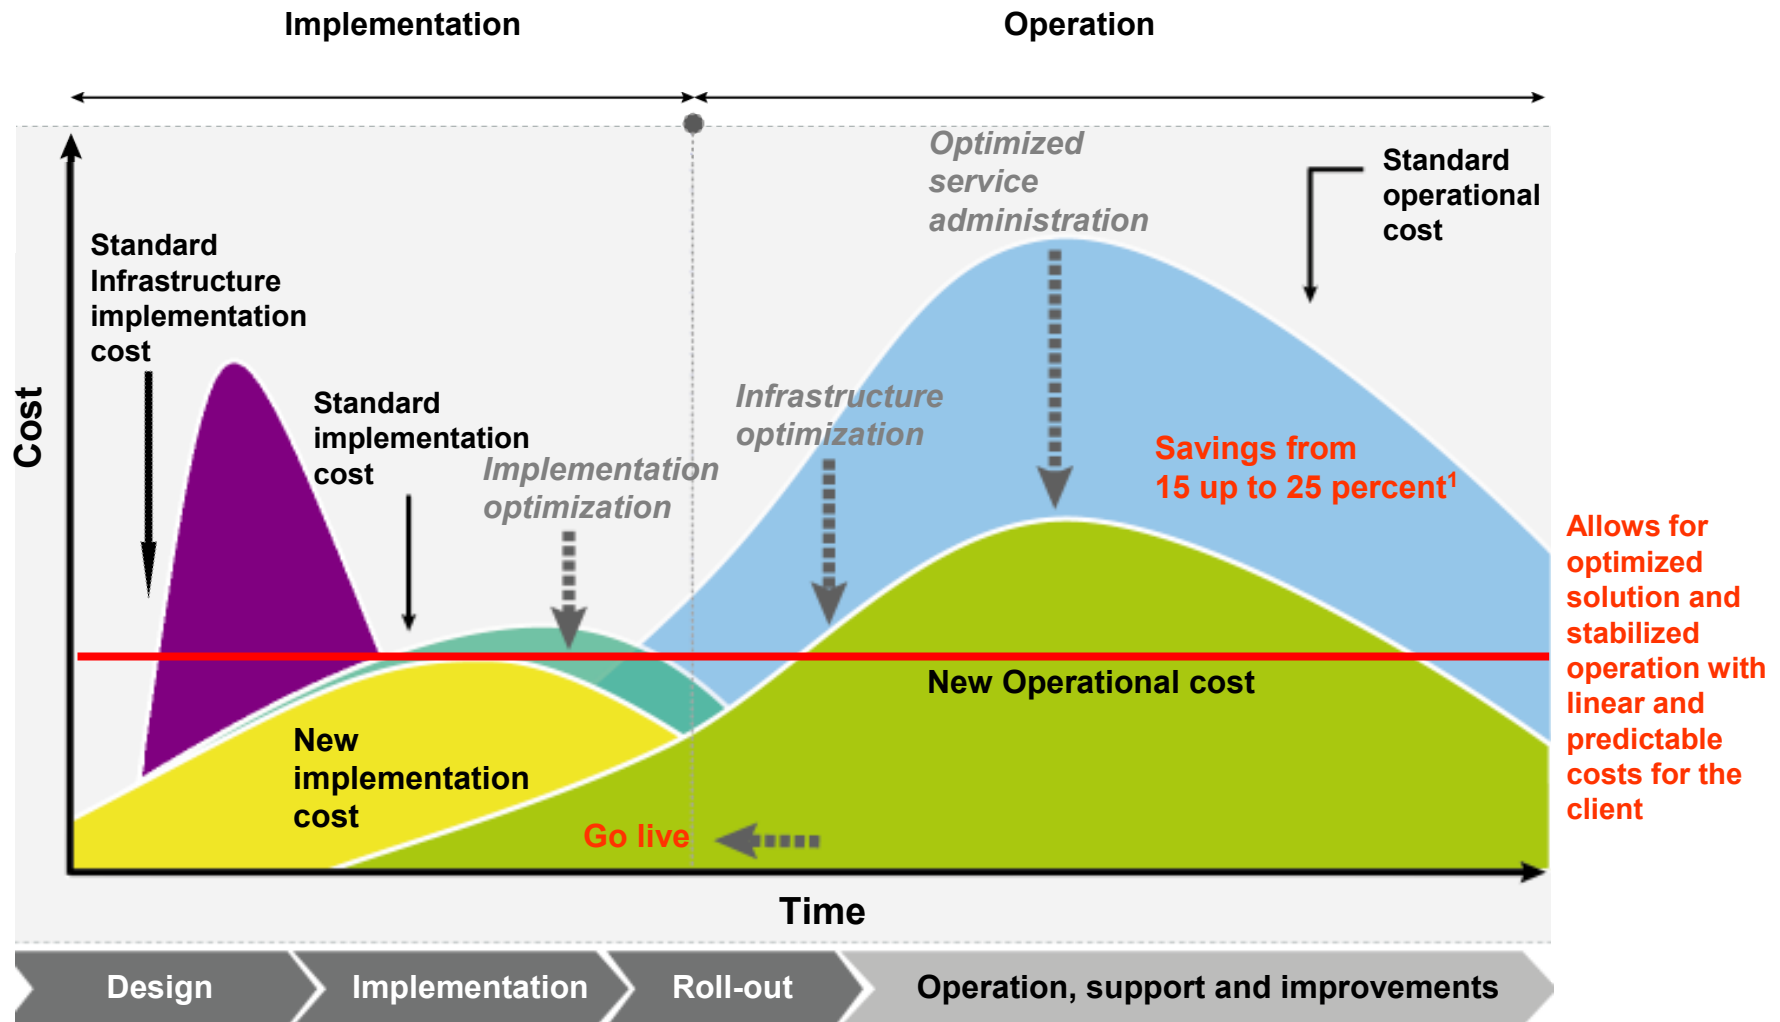 Implementation
Operation
Optimized
service
administration
Standard
operational
cost
Standard
Infrastructure
implementation
cost
Standard
implementation
cost
Implementation
optimization
Infrastructure
optimization
Savings from
15 up to 25 percent¹
Allows for
optimized
solution and
stabilized
operation with
linear and
predictable
costs for the
client
Cost
New Operational cost
New
implementation
cost
Go live
Time
Design
Implementation
Roll-out
Operation, support and improvements